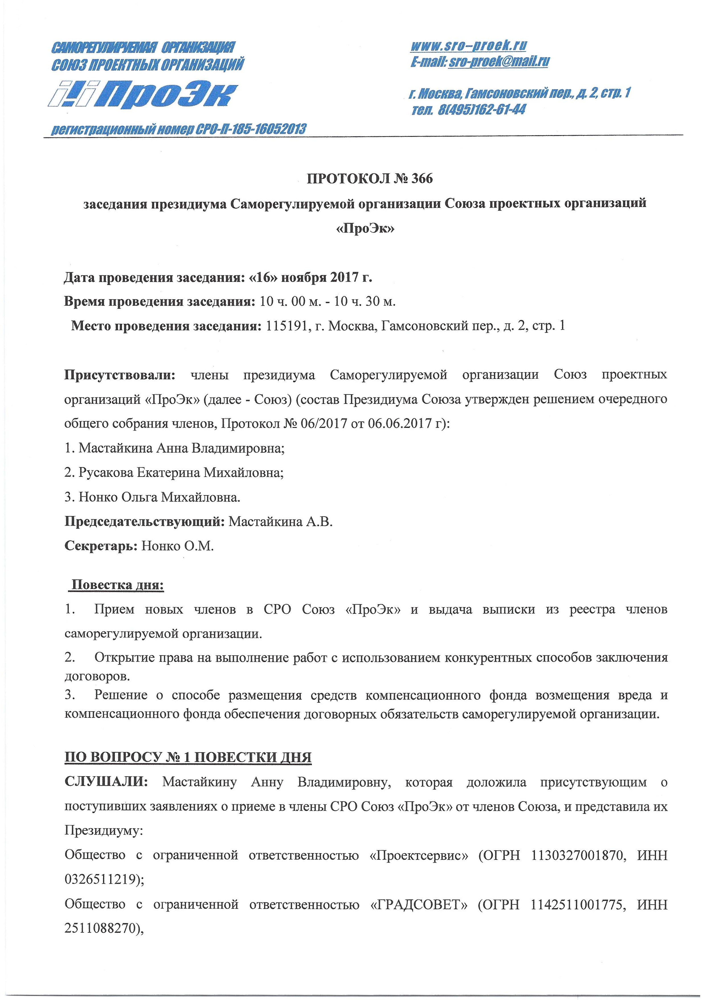 САМОРЕГУЛИРУЕМАЯ ОРГАНИЗАЦИЯ
СОЮЗ ПРОЕКТНЫХ ОРГАНИЗАЦИЙ
ПроЭк
регистрационный номер СРО-П-185-16052013
www.sro-proek.ru
E-mail: sro-proek@mail.ru
г. Москва, Гамсоновский пер., д. 2, стр. 1
тел. 8(495)162-61-44
ПРОТОКОЛ № 366
заседания президиума Саморегулируемой организации Союза проектных организаций
«ПроЭк»
Дата проведения заседания: «16» ноября 2017 г.
Время проведения заседания: 10 ч. 00 м. - 10 ч. 30 м.
Место проведения заседания: 115191, г. Москва, Гамсоновский пер., д. 2, стр. 1
Присутствовали: члены президиума Саморегулируемой организации Союз проектных
организаций «ПроЭк» (далее - Союз) (состав Президиума Союза утвержден решением очередного
общего собрания членов, Протокол № 06/2017 от 06.06.2017 г):
1. Мастайкина Анна Владимировна;
2. Русакова Екатерина Михайловна;
3. Нонко Ольга Михайловна.
Председательствующий: Мастайкина А.В.
Секретарь: Нонко О.М.
Повестка дня:
1. Прием новых членов в СРО Союз «ПроЭк» и выдача выписки из реестра членов
саморегулируемой организации.
2. Открытие права на выполнение работ с использованием конкурентных способов заключения
договоров.
3. Решение о способе размещения средств компенсационного фонда возмещения вреда и
компенсационного фонда обеспечения договорных обязательств саморегулируемой организации.
ПО ВОПРОСУ № 1 ПОВЕСТКИ ДНЯ
СЛУШАЛИ: Мастайкину Анну Владимировну, которая доложила присутствующим о
поступивших заявлениях о приеме в члены СРО Союз «ПроЭк» от членов Союза, и представила их
Президиуму:
Общество с ограниченной ответственностью «Проектсервис» (ОГРН 1130327001870, ИНН
0326511219);
Общество с ограниченной ответственностью «ГРАДСОВЕТ» (ОГРН 1142511001775, ИНН
2511088270),